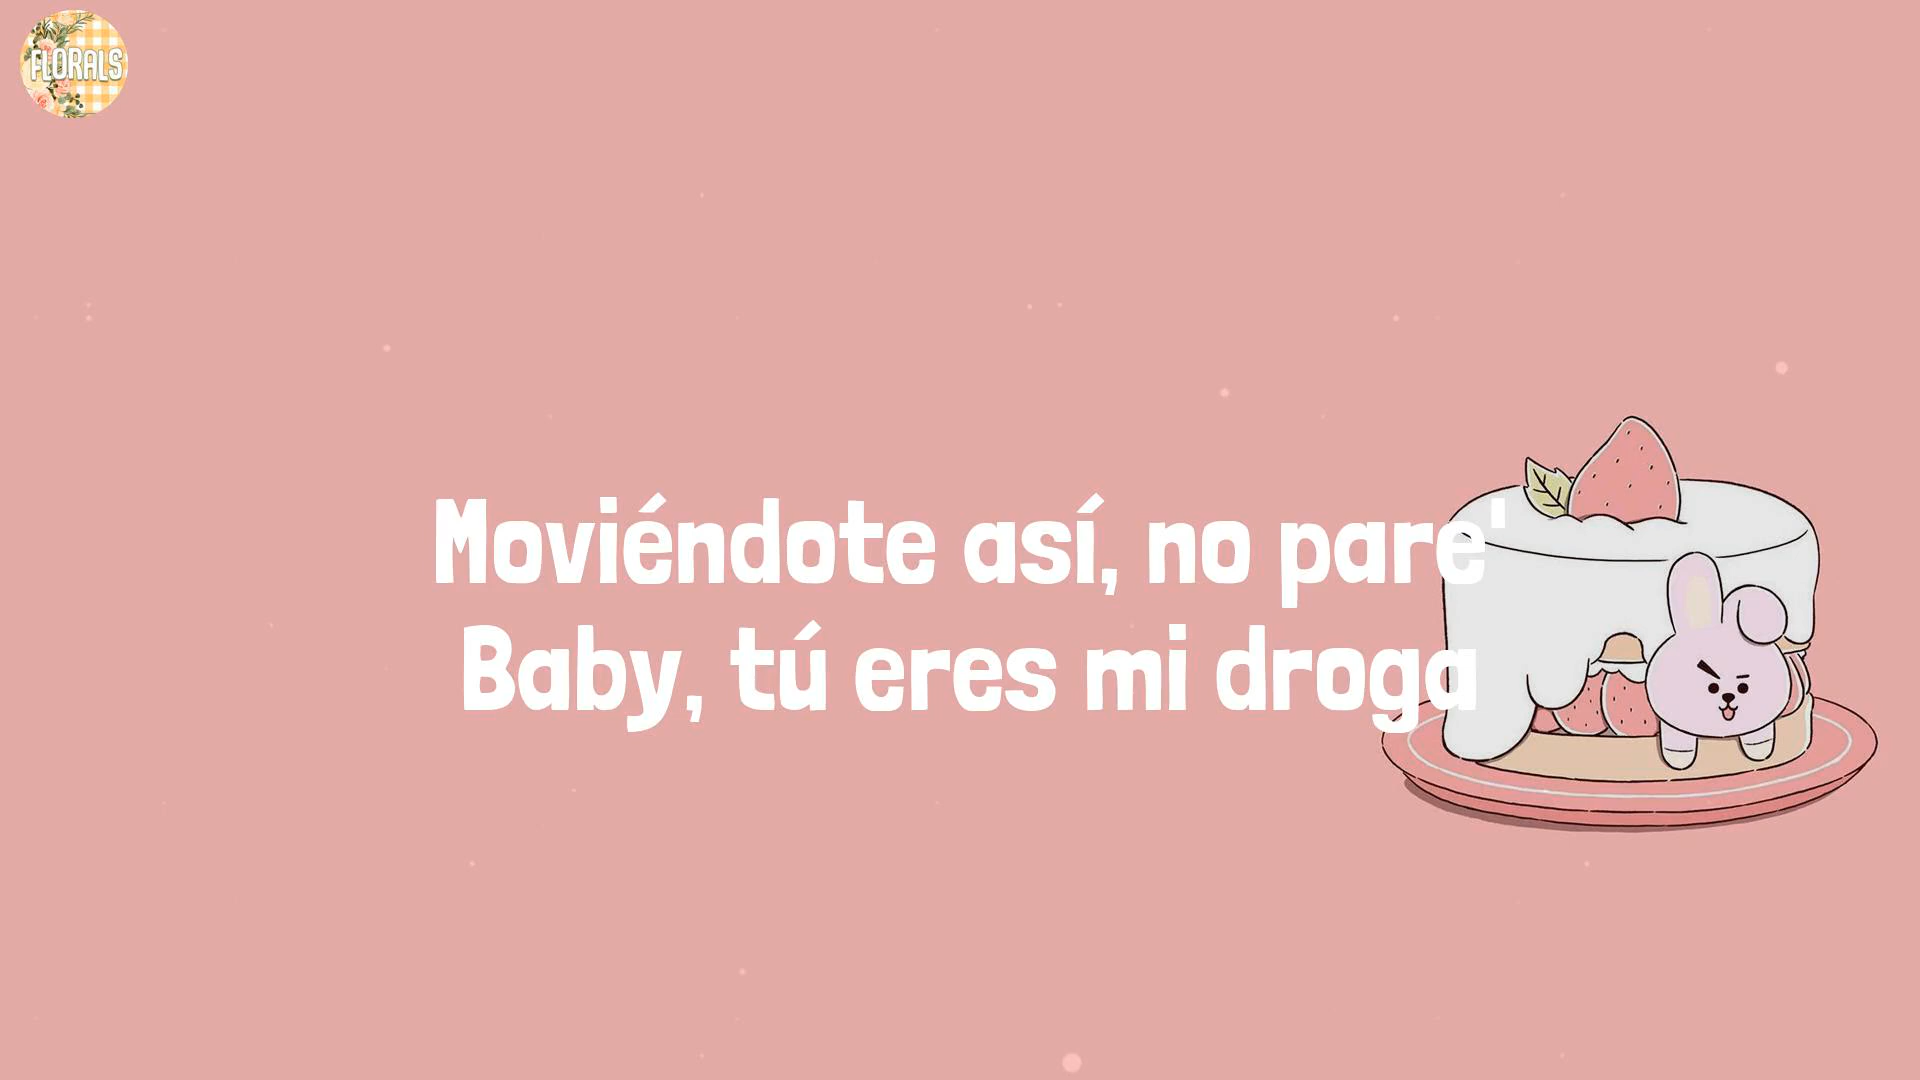 FLORALS
Moviéndote así, no pare'
Baby, tú eres mi droga